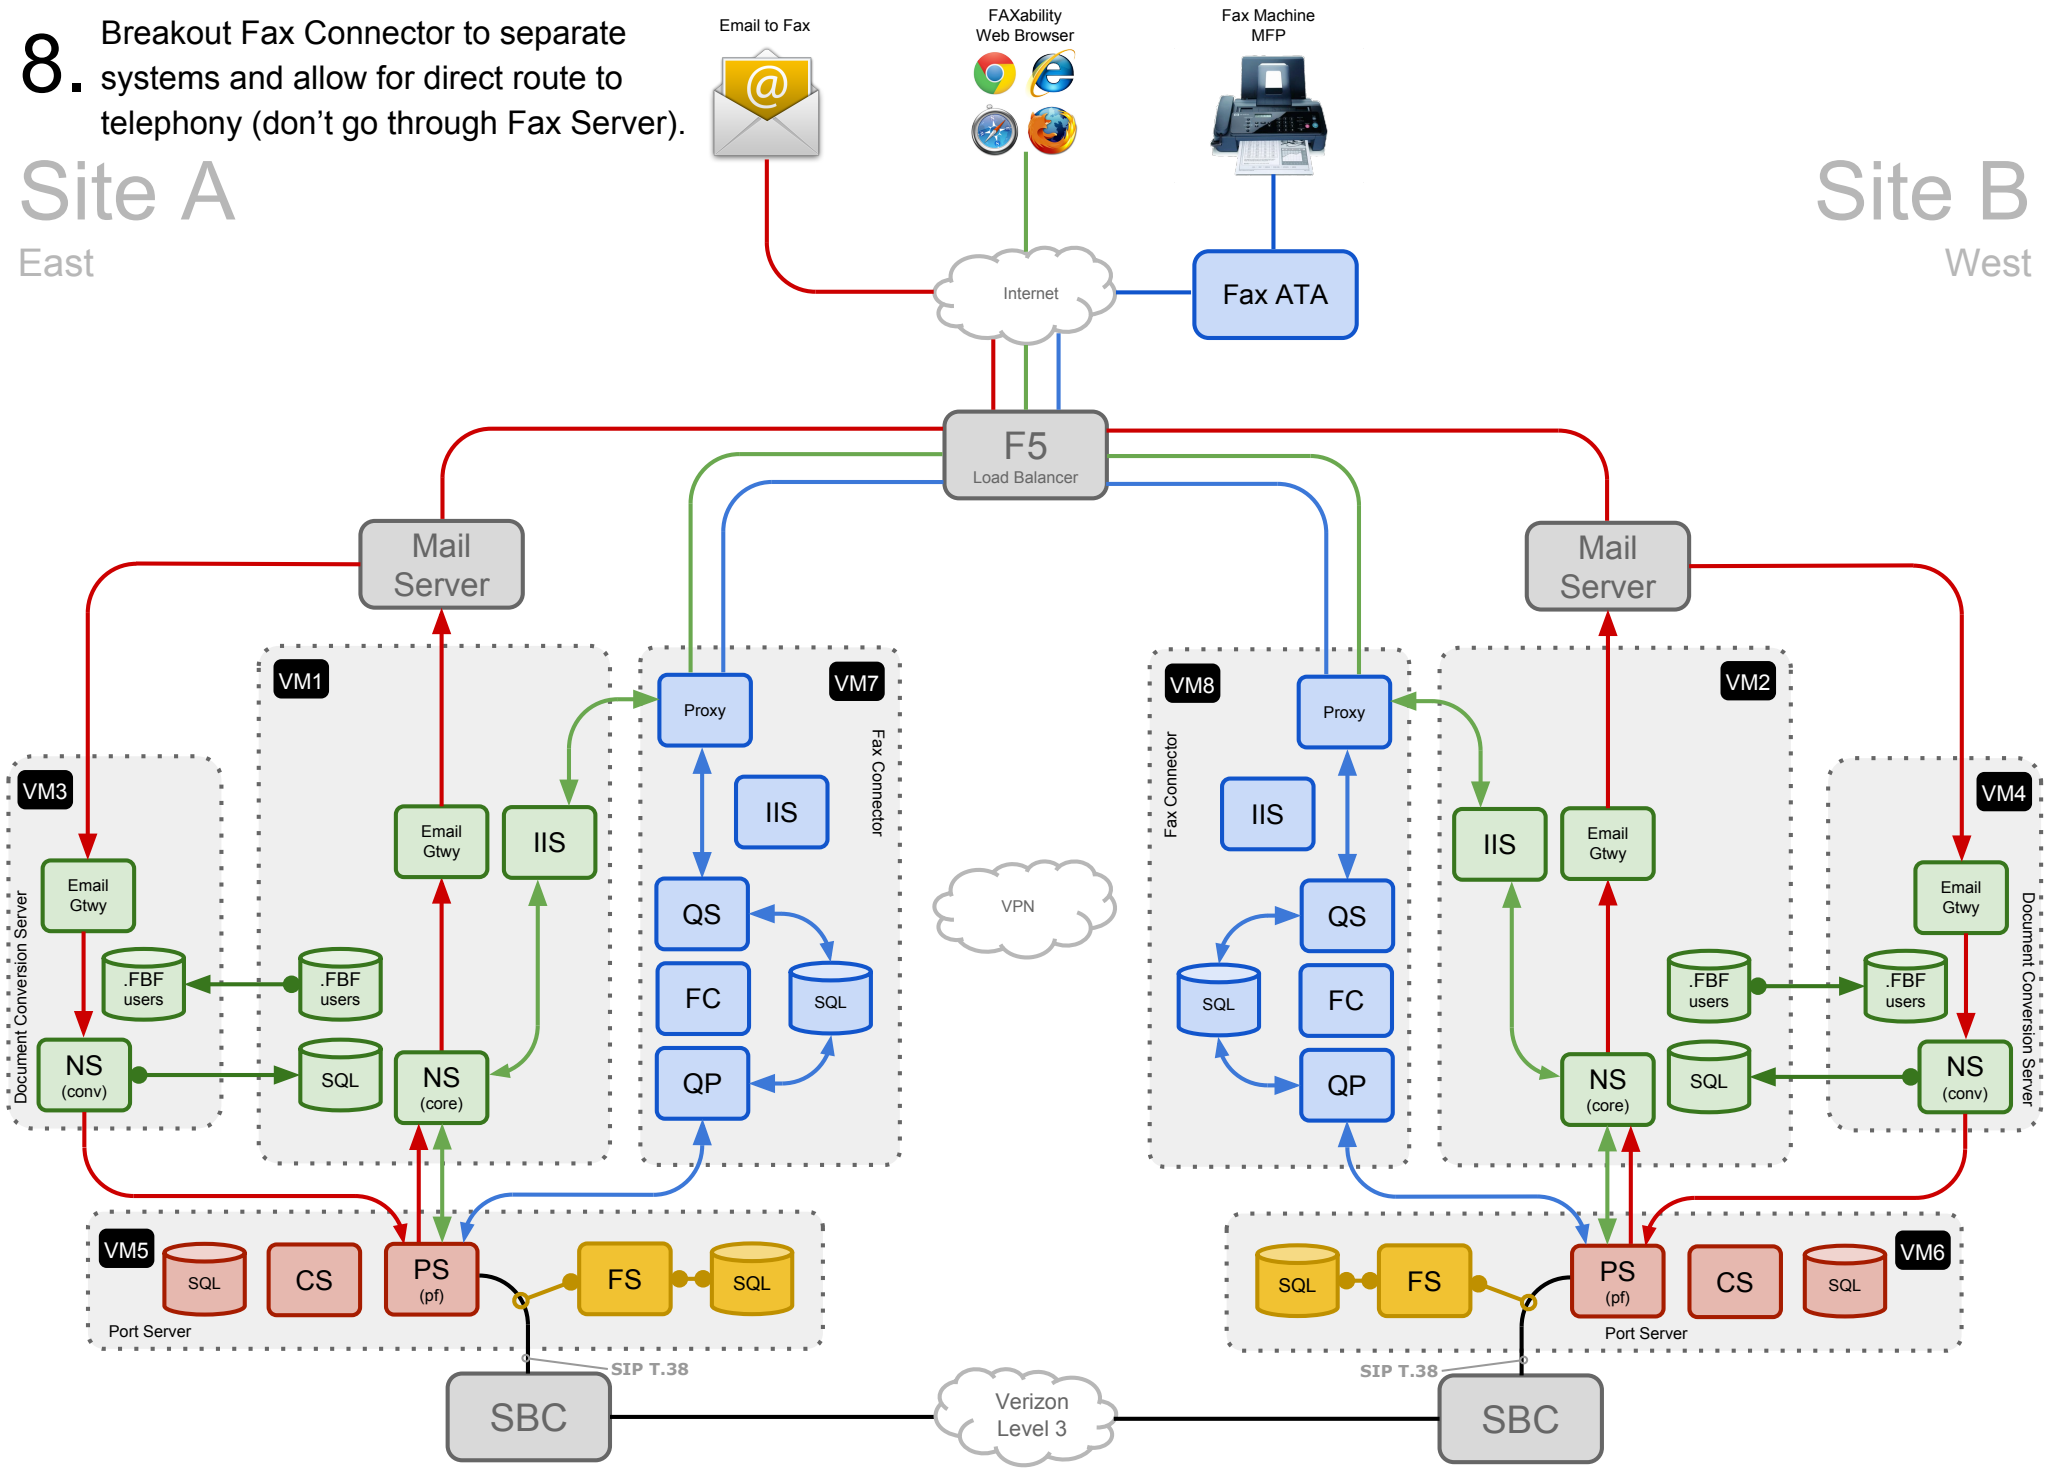 8.
Breakout Fax Connector to separate
systems and allow for direct route to
telephony (don't go through Fax Server).
Email to Fax
@
FAXability
Web Browser
Fax Machine
MFP
Site A
East
Site B
West
Internet
Fax ATA
F5
Load Balancer
Mail
Server
Mail
Server
VM1
VM7
Fax Connector
Proxy
IIS
QS
FC
QP
SQL
VM8
Fax Connector
Proxy
IIS
QS
FC
QP
SQL
VM2
VM3
Document Conversion Server
Email
Gtwy
.FBF
users
NS
(conv)
.FBF
users
SQL
Email
Gtwy
IIS
NS
(core)
VPN
IIS
Email
Gtwy
NS
(core)
.FBF
users
SQL
VM4
Document Conversion Server
Email
Gtwy
.FBF
users
NS
(conv)
VM5
SQL
CS
PS
(pf)
FS
SQL
Port Server
SQL
FS
PS
(pf)
CS
SQL
VM6
Port Server
SIP T.38
SIP T.38
SBC
Verizon
Level 3
SBC